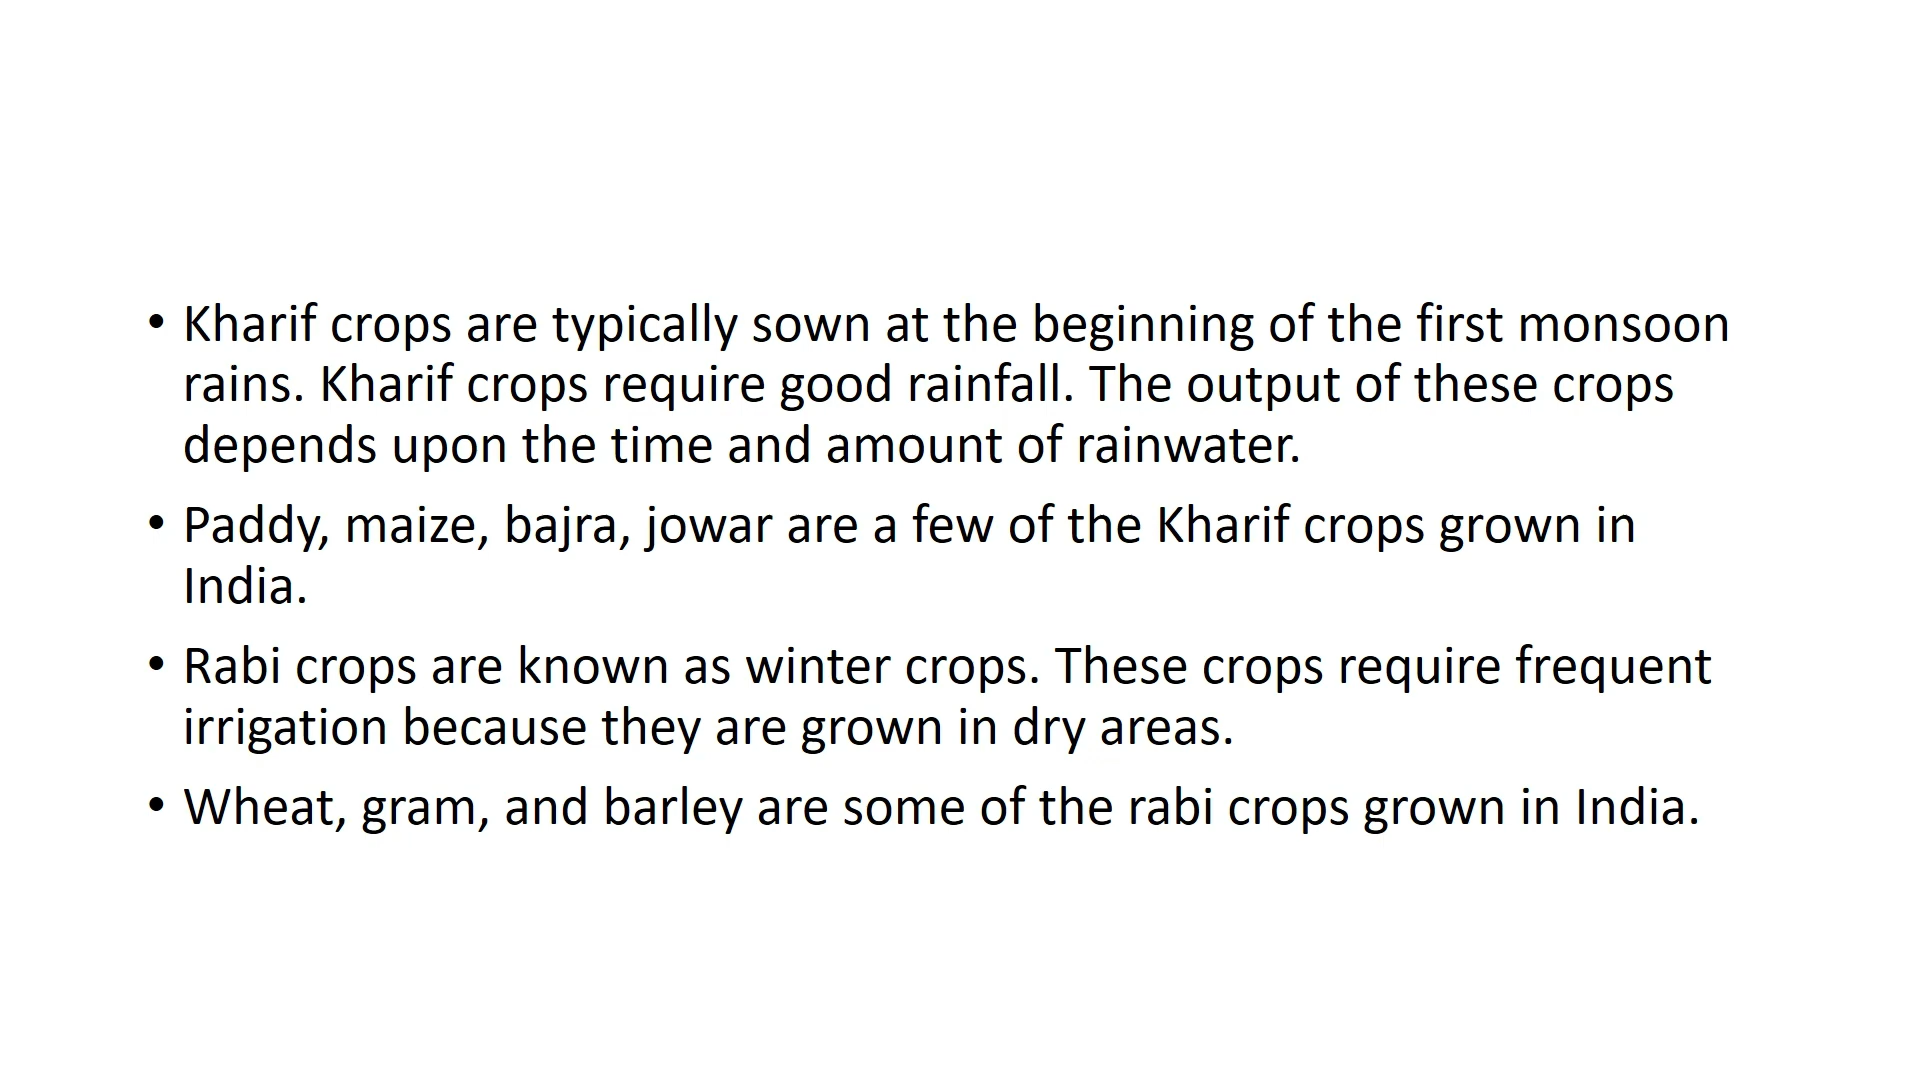 • Kharif crops are typically sown at the beginning of the first monsoon
rains. Kharif crops require good rainfall. The output of these crops
depends upon the time and amount of rainwater.
• Paddy, maize, bajra, jowar are a few of the Kharif crops grown in
India.
• Rabi crops are known as winter crops. These crops require frequent
irrigation because they are grown in dry areas.
• Wheat, gram, and barley are some of the rabi crops grown in India.